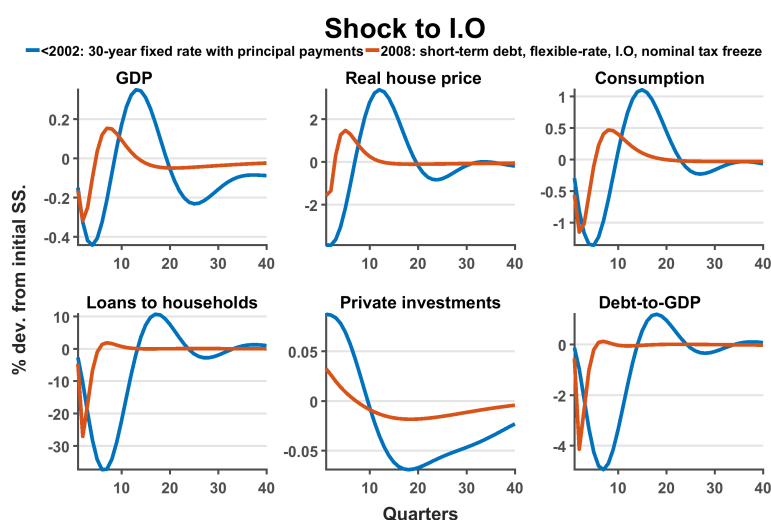 Shock to I.O
<2002: 30-year fixed rate with principal payments 2008: short-term debt, flexible-rate, I.O, nominal tax freeze
GDP Real house price Consumption
0.2
0
-0.2
-0.4
10 20 30 40
2
0
-2
10 20 30 40
1
0.5
0
-0.5
-1
10 20 30 40
% dev. from initial SS.
Loans to households Private investments Debt-to-GDP
10
0
-10
-20
-30
10 20 30 40
0.05
0
-0.05
10 20 30 40
0
-2
-4
10 20 30 40
Quarters